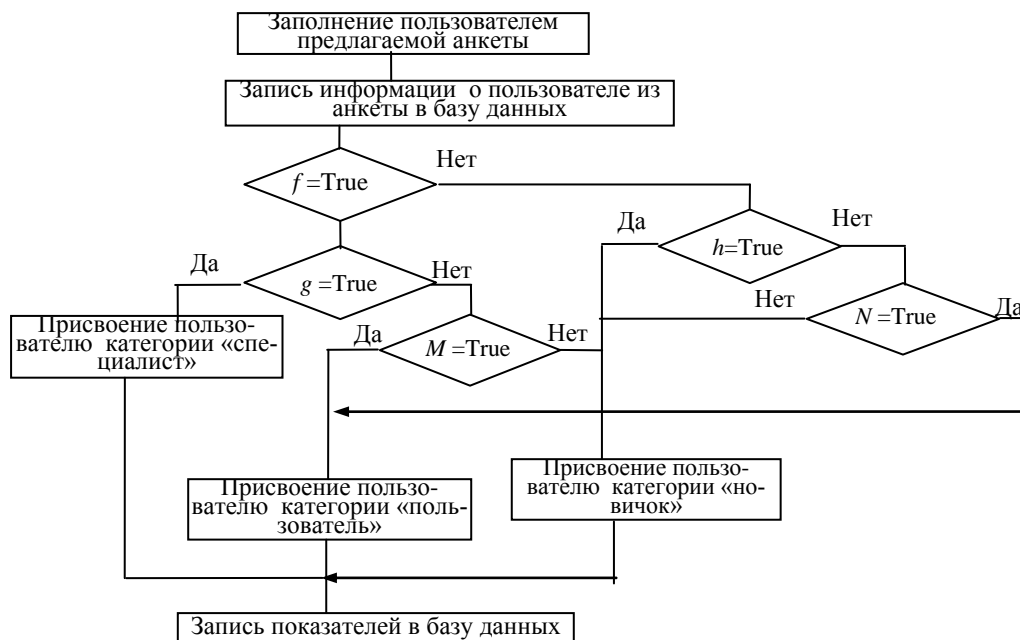 Заполнение пользователем
предлагаемой анкеты
Запись информации о пользователе из
анкеты в базу данных
Нет
f =True
Да
Нет
h=True
Да
Нет
g =True
Нет
Да
N =True
Присвоение пользо-
вателю категории «спе-
циалист»
Да
Нет
M =True
Присвоение пользо-
вателю категории «но-
вичок»
Присвоение пользо-
вателю категории «поль-
зователь»
Запись показателей в базу данных